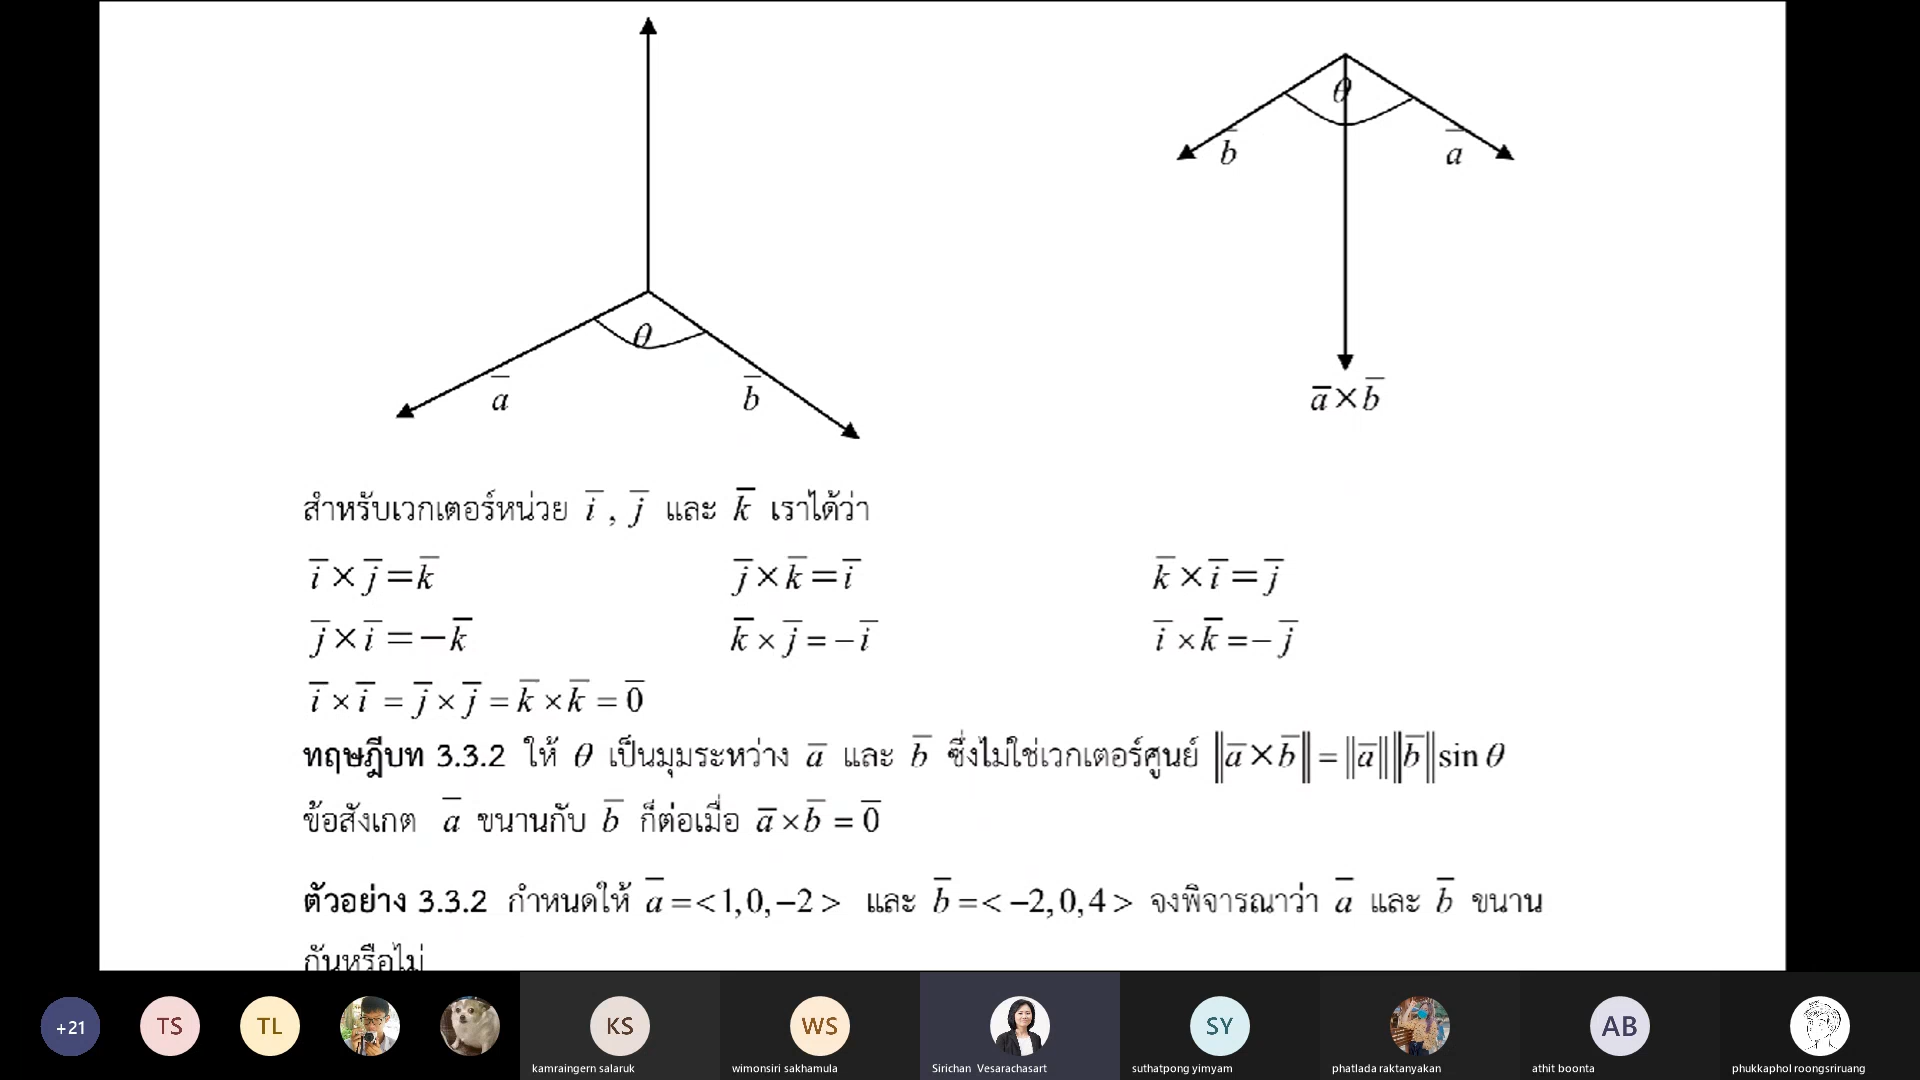 θ
b̅
a̅
θ
a̅
b̅
a̅×b̅
สำหรับเวกเตอร์หน่วย i̅ , j̅ และ k̅ เราได้ว่า
i̅×j̅=k̅ j̅×k̅=i̅ k̅×i̅=j̅
j̅×i̅=−k̅ k̅×j̅=−i̅ i̅×k̅=−j̅
i̅×i̅=j̅×j̅=k̅×k̅=0̅
ทฤษฎีบท 3.3.2 ให้ θ เป็นมุมระหว่าง a̅ และ b̅ ซึ่งไม่ใช่เวกเตอร์ศูนย์ ‖a̅×b̅‖=‖a̅‖‖b̅‖sin θ
ข้อสังเกต a̅ ขนานกับ b̅ ก็ต่อเมื่อ a̅×b̅=0̅
ตัวอย่าง 3.3.2 กำหนดให้ a̅=<1,0,−2> และ b̅=<−2,0,4> จงพิจารณาว่า a̅ และ b̅ ขนาน
กันหรือไม่
+21 TS TL KS WS SY AB
kamraingern salaruk wimonsiri sakhamula Sirichan Vesarachasart suthatpong yimyam phatlada raktanyakan athit boonta phukkaphol roongsriruang